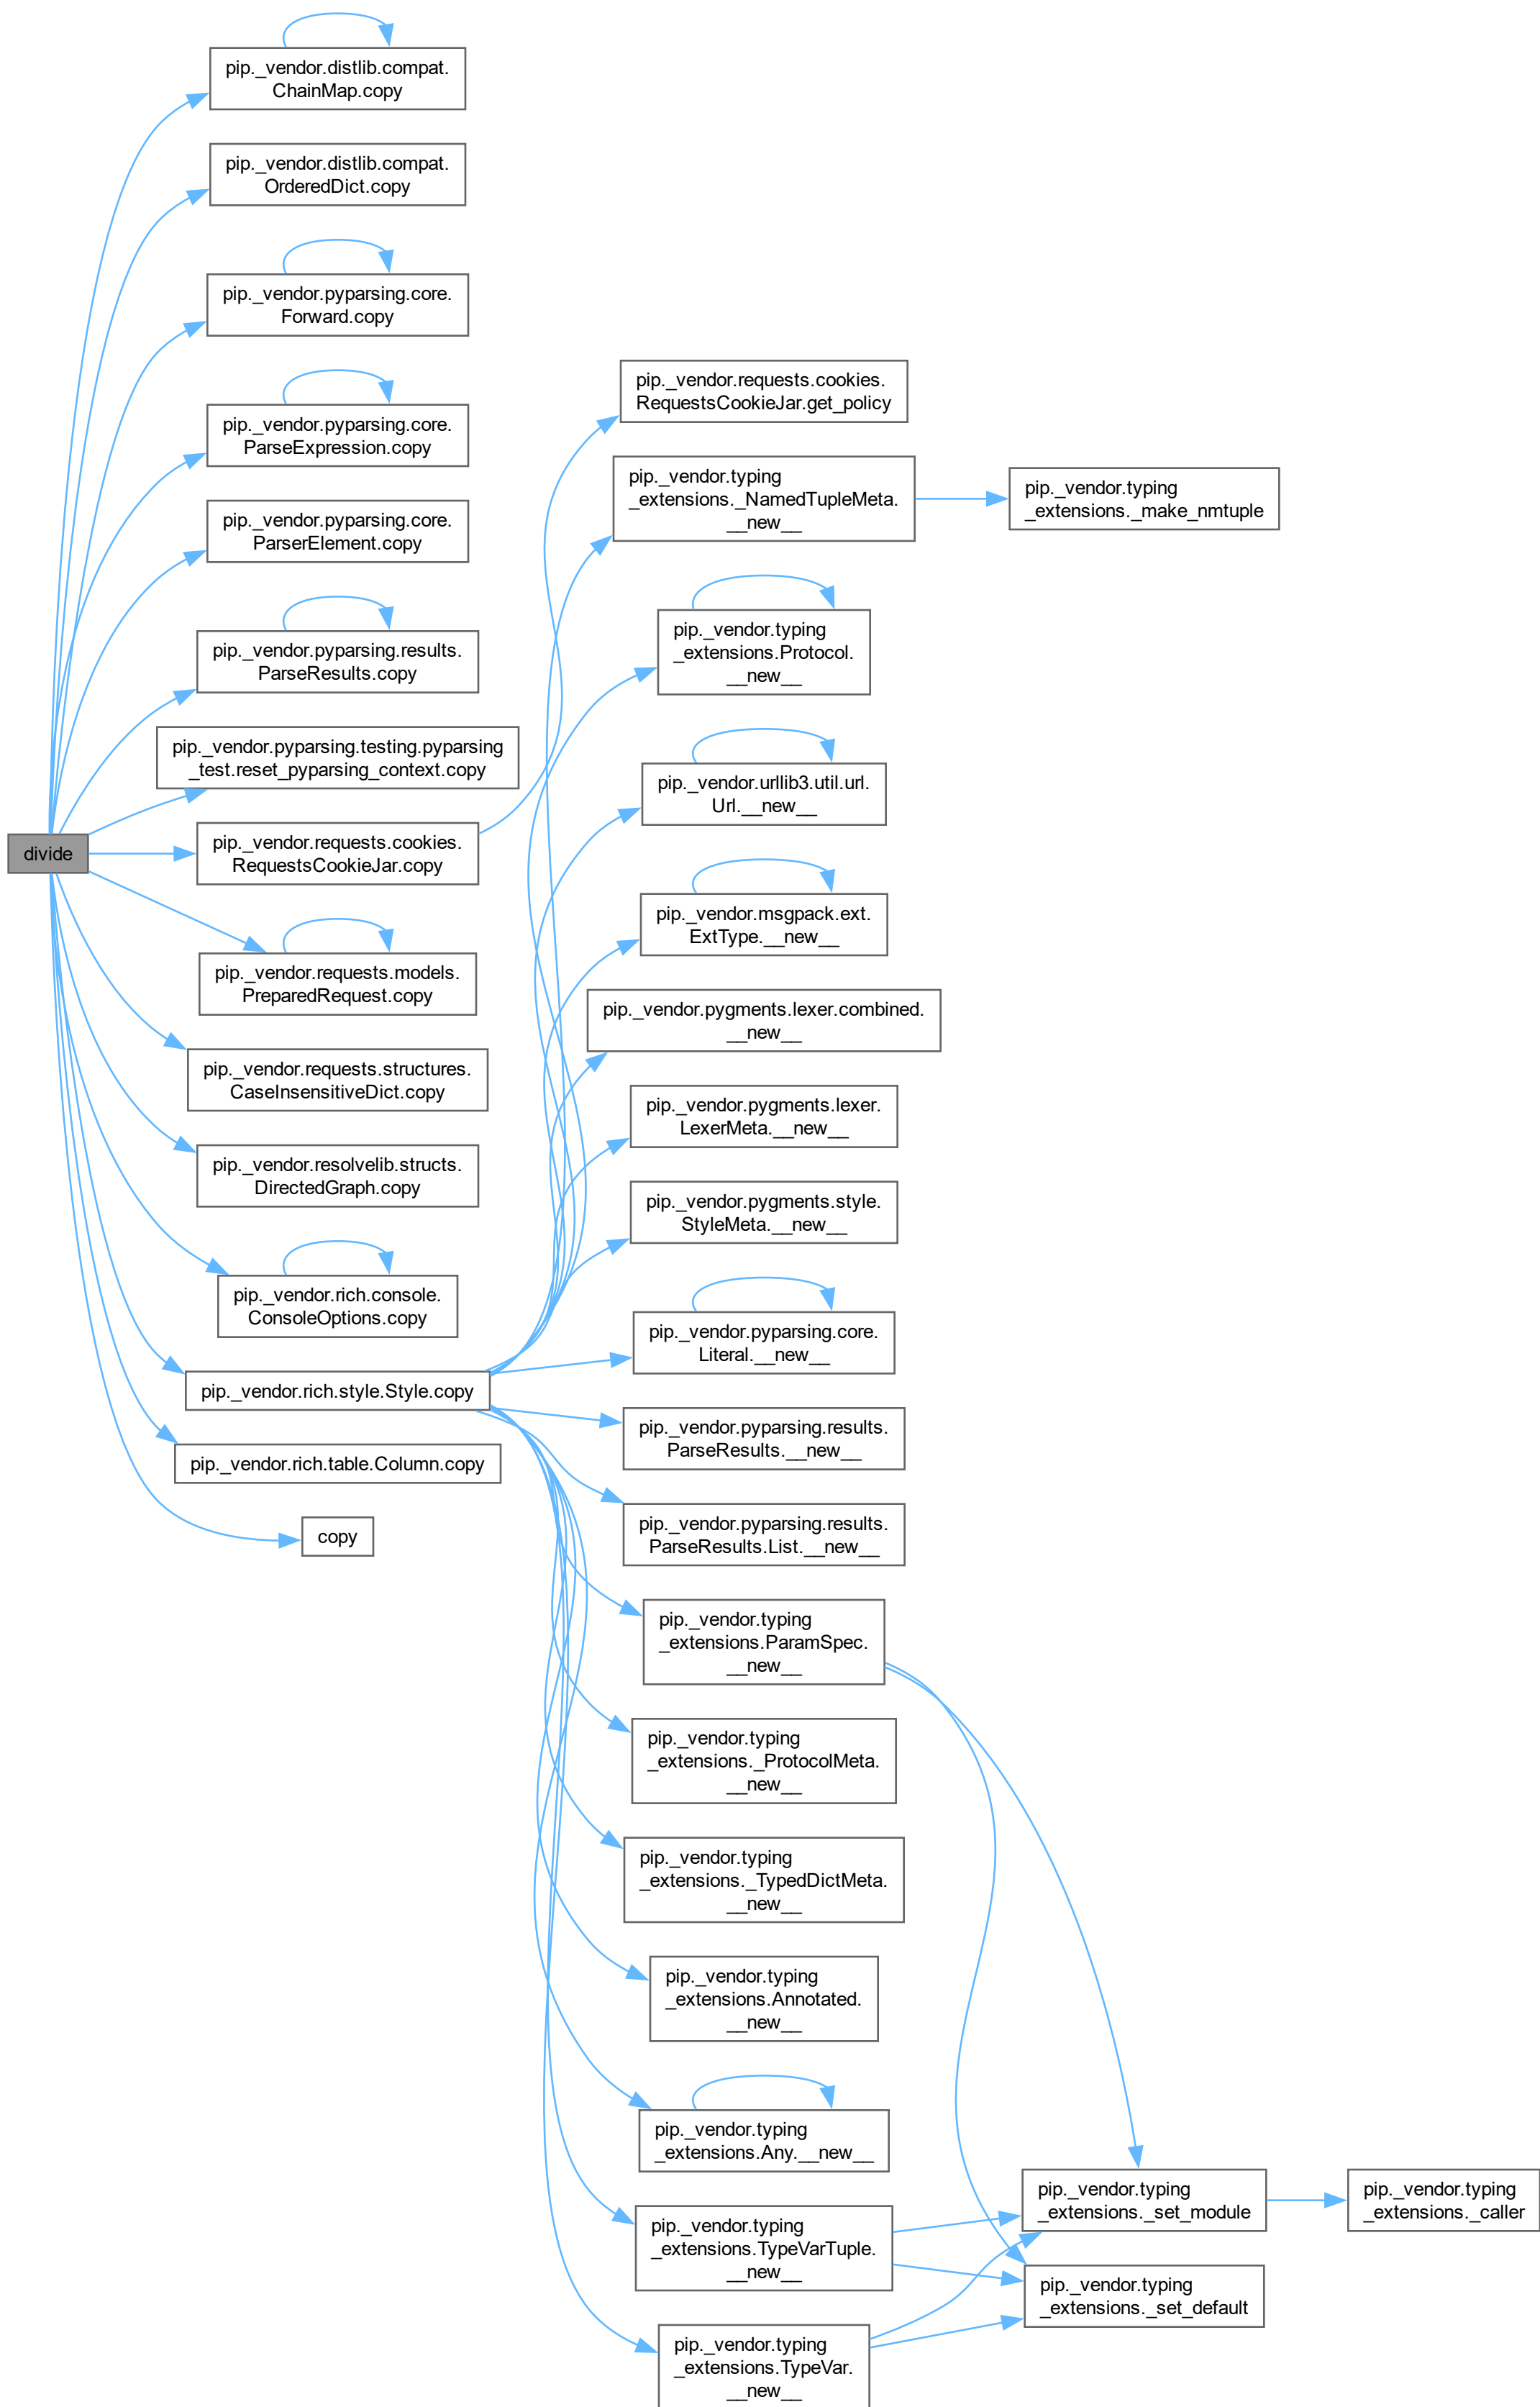 divide
pip._vendor.distlib.compat.
ChainMap.copy
pip._vendor.distlib.compat.
OrderedDict.copy
pip._vendor.pyparsing.core.
Forward.copy
pip._vendor.pyparsing.core.
ParseExpression.copy
pip._vendor.pyparsing.core.
ParserElement.copy
pip._vendor.pyparsing.results.
ParseResults.copy
pip._vendor.pyparsing.testing.pyparsing
_test.reset_pyparsing_context.copy
pip._vendor.requests.cookies.
RequestsCookieJar.copy
pip._vendor.requests.models.
PreparedRequest.copy
pip._vendor.requests.structures.
CaseInsensitiveDict.copy
pip._vendor.resolvelib.structs.
DirectedGraph.copy
pip._vendor.rich.console.
ConsoleOptions.copy
pip._vendor.rich.style.Style.copy
pip._vendor.rich.table.Column.copy
copy
pip._vendor.requests.cookies.
RequestsCookieJar.get_policy
pip._vendor.typing
_extensions._NamedTupleMeta.
__new__
pip._vendor.typing
_extensions.Protocol.
__new__
pip._vendor.urllib3.util.url.
Url.__new__
pip._vendor.msgpack.ext.
ExtType.__new__
pip._vendor.pygments.lexer.combined.
__new__
pip._vendor.pygments.lexer.
LexerMeta.__new__
pip._vendor.pygments.style.
StyleMeta.__new__
pip._vendor.pyparsing.core.
Literal.__new__
pip._vendor.pyparsing.results.
ParseResults.__new__
pip._vendor.pyparsing.results.
ParseResults.List.__new__
pip._vendor.typing
_extensions.ParamSpec.
__new__
pip._vendor.typing
_extensions._ProtocolMeta.
__new__
pip._vendor.typing
_extensions._TypedDictMeta.
__new__
pip._vendor.typing
_extensions.Annotated.
__new__
pip._vendor.typing
_extensions.Any.__new__
pip._vendor.typing
_extensions.TypeVarTuple.
__new__
pip._vendor.typing
_extensions.TypeVar.
__new__
pip._vendor.typing
_extensions._make_nmtuple
pip._vendor.typing
_extensions._set_module
pip._vendor.typing
_extensions._set_default
pip._vendor.typing
_extensions._caller